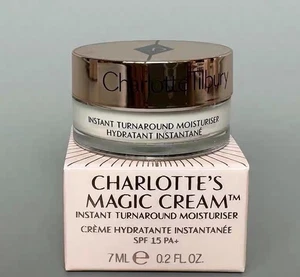 Charlotte Tilbury
INSTANT TURNAROUND MOISTURISER
HYDRATANT INSTANTANÉ
CHARLOTTE'S
MAGIC CREAM™
INSTANT TURNAROUND MOISTURISER
CRÈME HYDRATANTE INSTANTANÉE
SPF 15 PA+
7 ML ℮ 0.2 FL.OZ.